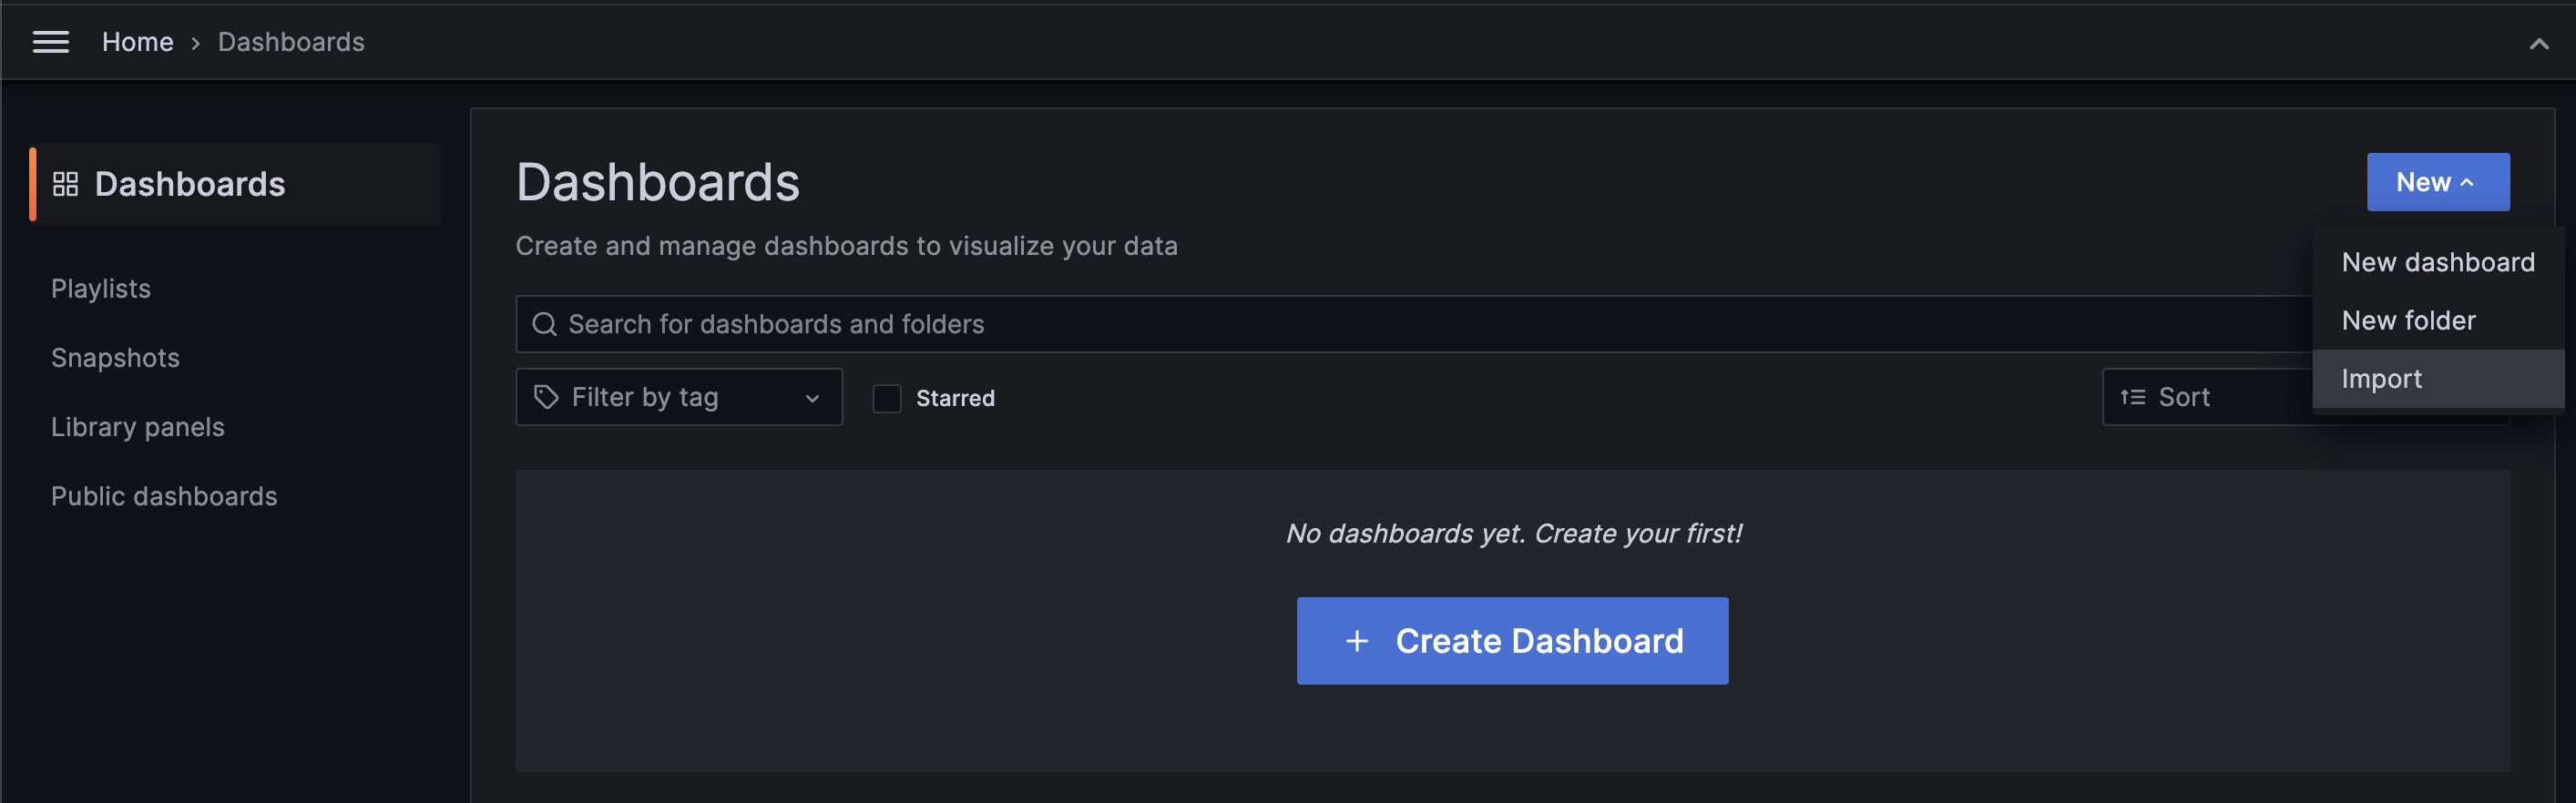 Home › Dashboards
Dashboards
Playlists
Snapshots
Library panels
Public dashboards
Dashboards
New
Create and manage dashboards to visualize your data
New dashboard
New folder
Import
Search for dashboards and folders
Filter by tag
Starred
Sort
No dashboards yet. Create your first!
+ Create Dashboard